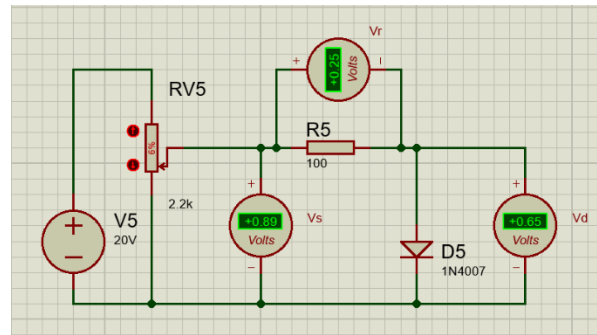 Vr
+
+0.25
Volts
−
RV5
6%
2.2k
R5
100
V5
20V
+
−
+
+0.89
Volts
−
Vs
D5
1N4007
+
+0.65
Volts
−
Vd